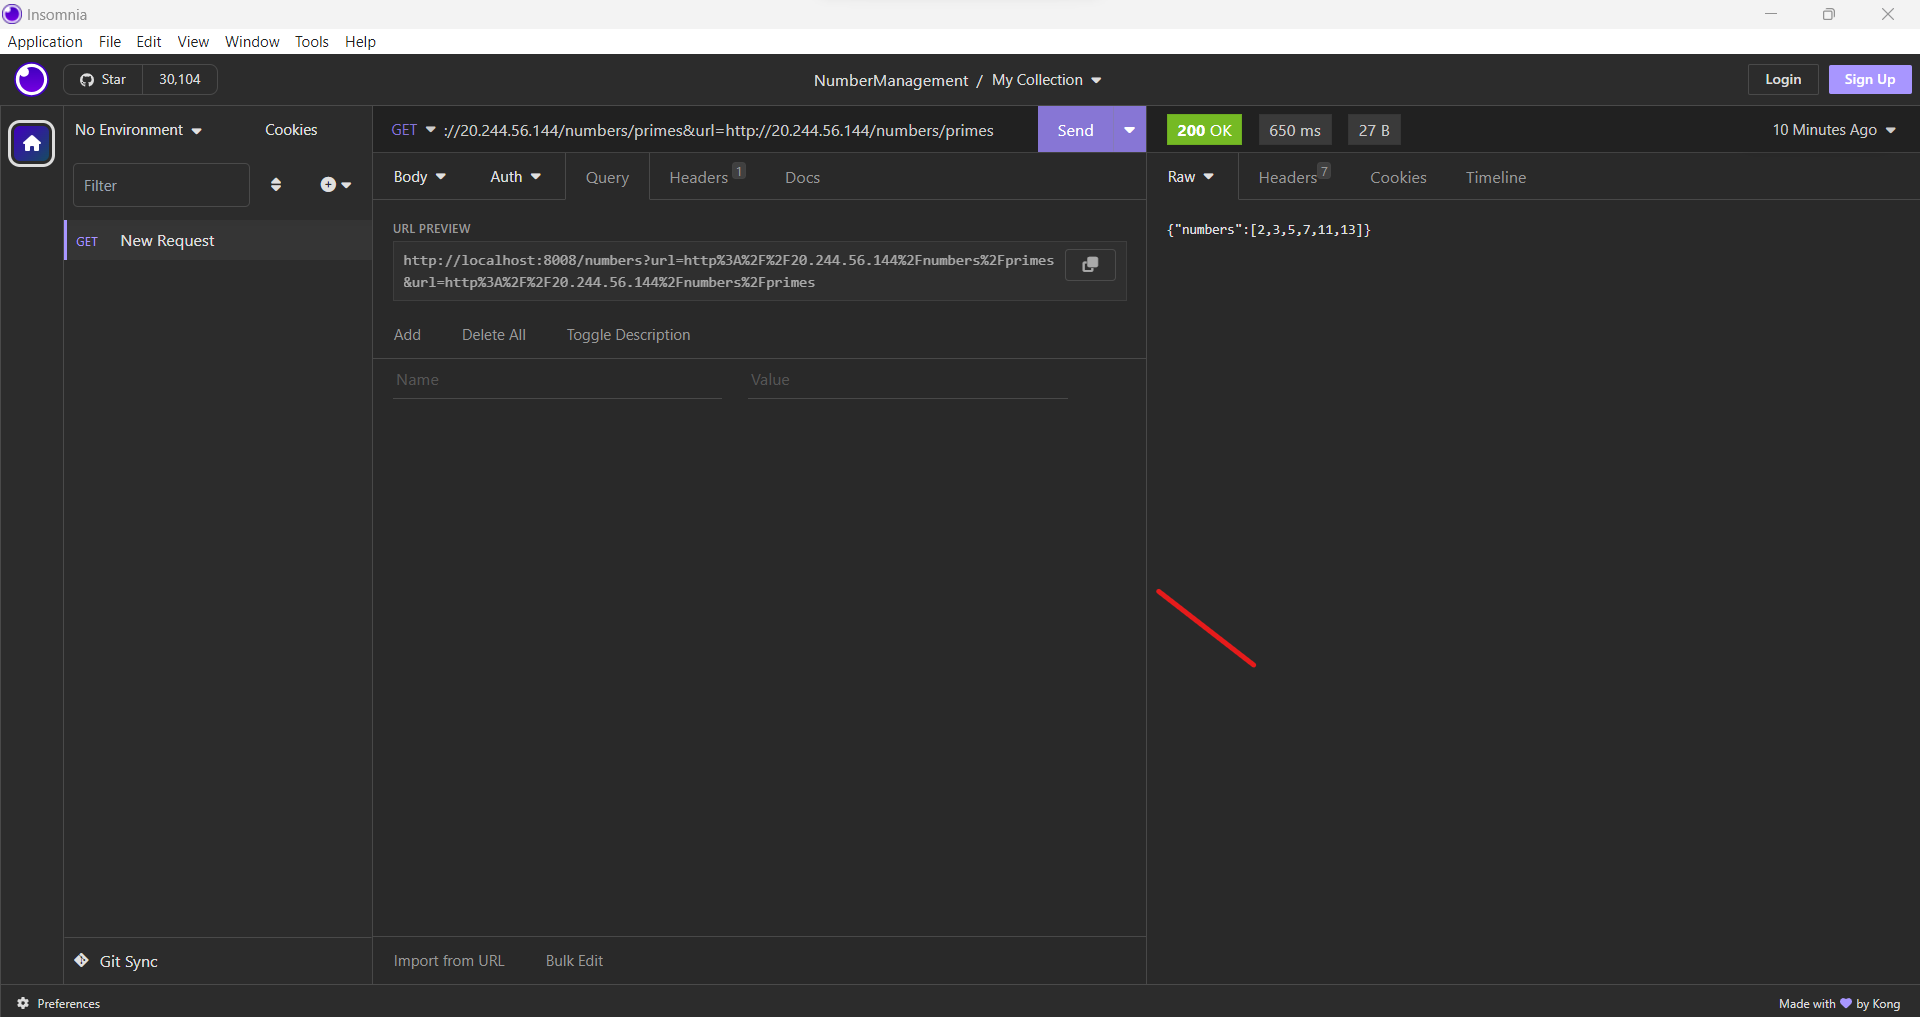 Insomnia
Application File Edit View Window Tools Help
Star 30,104
NumberManagement / My Collection
Login Sign Up
No Environment Cookies
Filter
GET New Request
Git Sync
GET ://20.244.56.144/numbers/primes&url=http://20.244.56.144/numbers/primes Send
Body Auth Query Headers 1 Docs
URL PREVIEW
http://localhost:8008/numbers?url=http%3A%2F%2F20.244.56.144%2Fnumbers%2Fprimes
&url=http%3A%2F%2F20.244.56.144%2Fnumbers%2Fprimes
Add Delete All Toggle Description
Name Value
Import from URL Bulk Edit
200 OK 650 ms 27 B 10 Minutes Ago
Raw Headers 7 Cookies Timeline
{"numbers":[2,3,5,7,11,13]}
Preferences
Made with 💜 by Kong